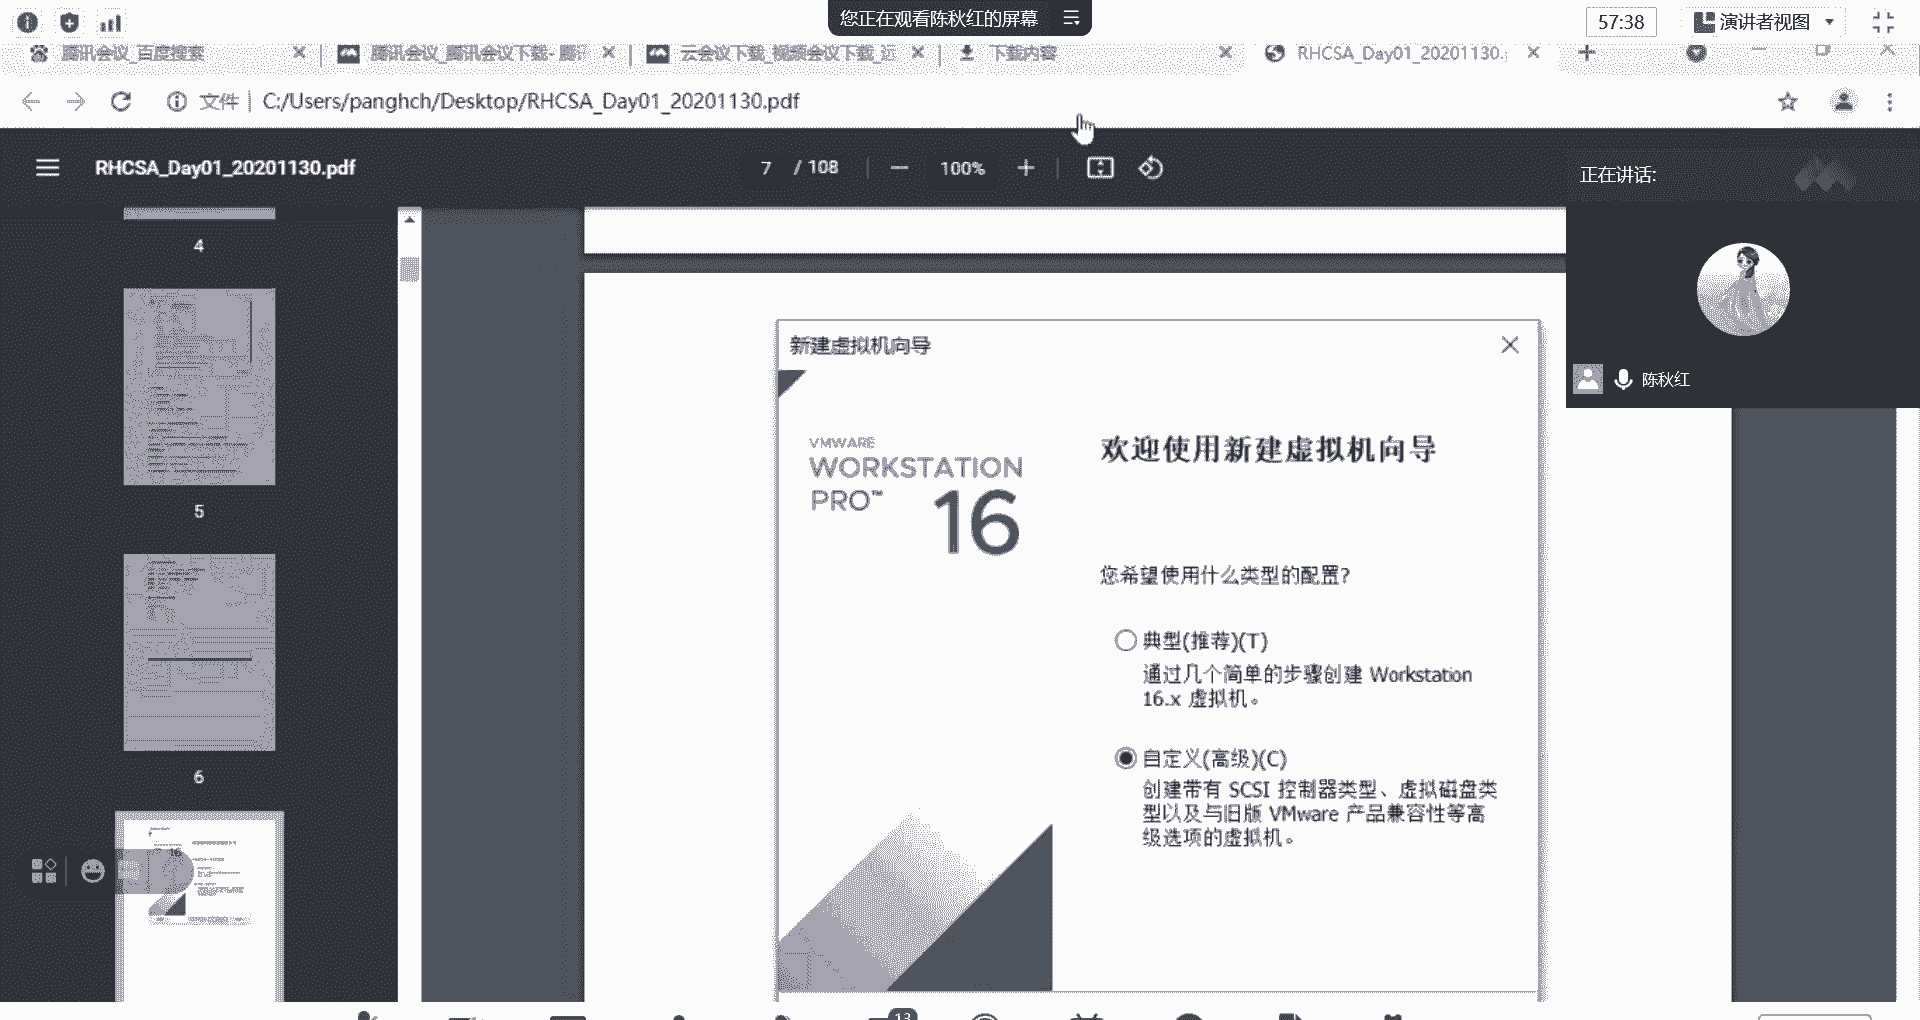 您正在观看陈秋红的屏幕
57:38
演讲者视图
腾讯会议_百度搜索
腾讯会议_腾讯会议下载- 腾
云会议下载_视频会议下载_远
下载内容
RHCSA_Day01_20201130.
文件 C:/Users/panghch/Desktop/RHCSA_Day01_20201130.pdf
RHCSA_Day01_20201130.pdf
7 / 108
100%
正在讲话:
陈秋红
4
5
6
新建虚拟机向导
VMWARE
WORKSTATION
PRO™ 16
欢迎使用新建虚拟机向导
您希望使用什么类型的配置?
典型(推荐)(T)
通过几个简单的步骤创建 Workstation
16.x 虚拟机。
自定义(高级)(C)
创建带有 SCSI 控制器类型、虚拟磁盘类
型以及与旧版 VMware 产品兼容性等高
级选项的虚拟机。
13